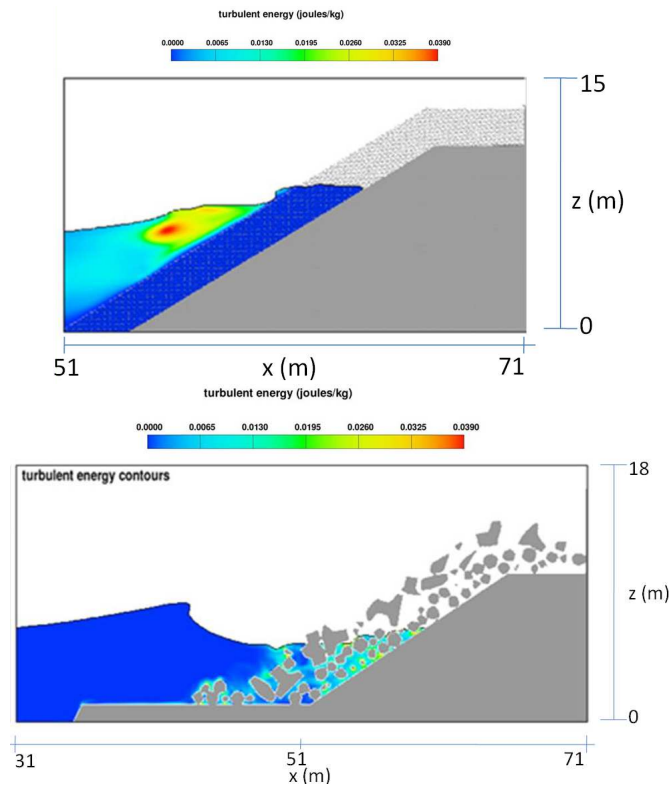 turbulent energy (joules/kg)
0.0000 0.0065 0.0130 0.0195 0.0260 0.0325 0.0390
15
z (m)
0
51 x (m) 71
turbulent energy (joules/kg)
0.0000 0.0065 0.0130 0.0195 0.0260 0.0325 0.0390
turbulent energy contours
18
z (m)
0
31 51 71
x (m)